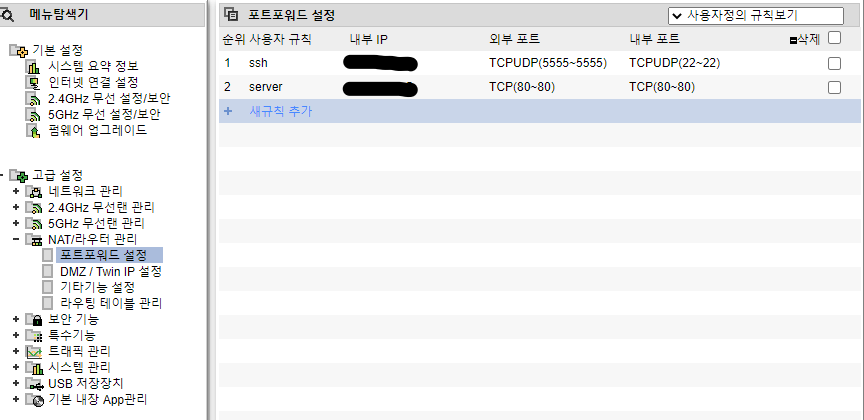 메뉴탐색기
기본 설정
시스템 요약 정보
인터넷 연결 설정
2.4GHz 무선 설정/보안
5GHz 무선 설정/보안
펌웨어 업그레이드
고급 설정
네트워크 관리
2.4GHz 무선랜 관리
5GHz 무선랜 관리
NAT/라우터 관리
포트포워드 설정
DMZ / Twin IP 설정
기타기능 설정
라우팅 테이블 관리
보안 기능
특수기능
트래픽 관리
시스템 관리
USB 저장장치
기본 내장 App관리
포트포워드 설정 사용자정의 규칙보기
순위 사용자 규칙 내부 IP 외부 포트 내부 포트 삭제
1 ssh TCPUDP(5555~5555) TCPUDP(22~22)
2 server TCP(80~80) TCP(80~80)
+ 새규칙 추가